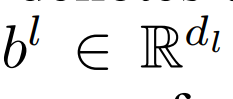 b^l ∈ ℝ^{d_l}